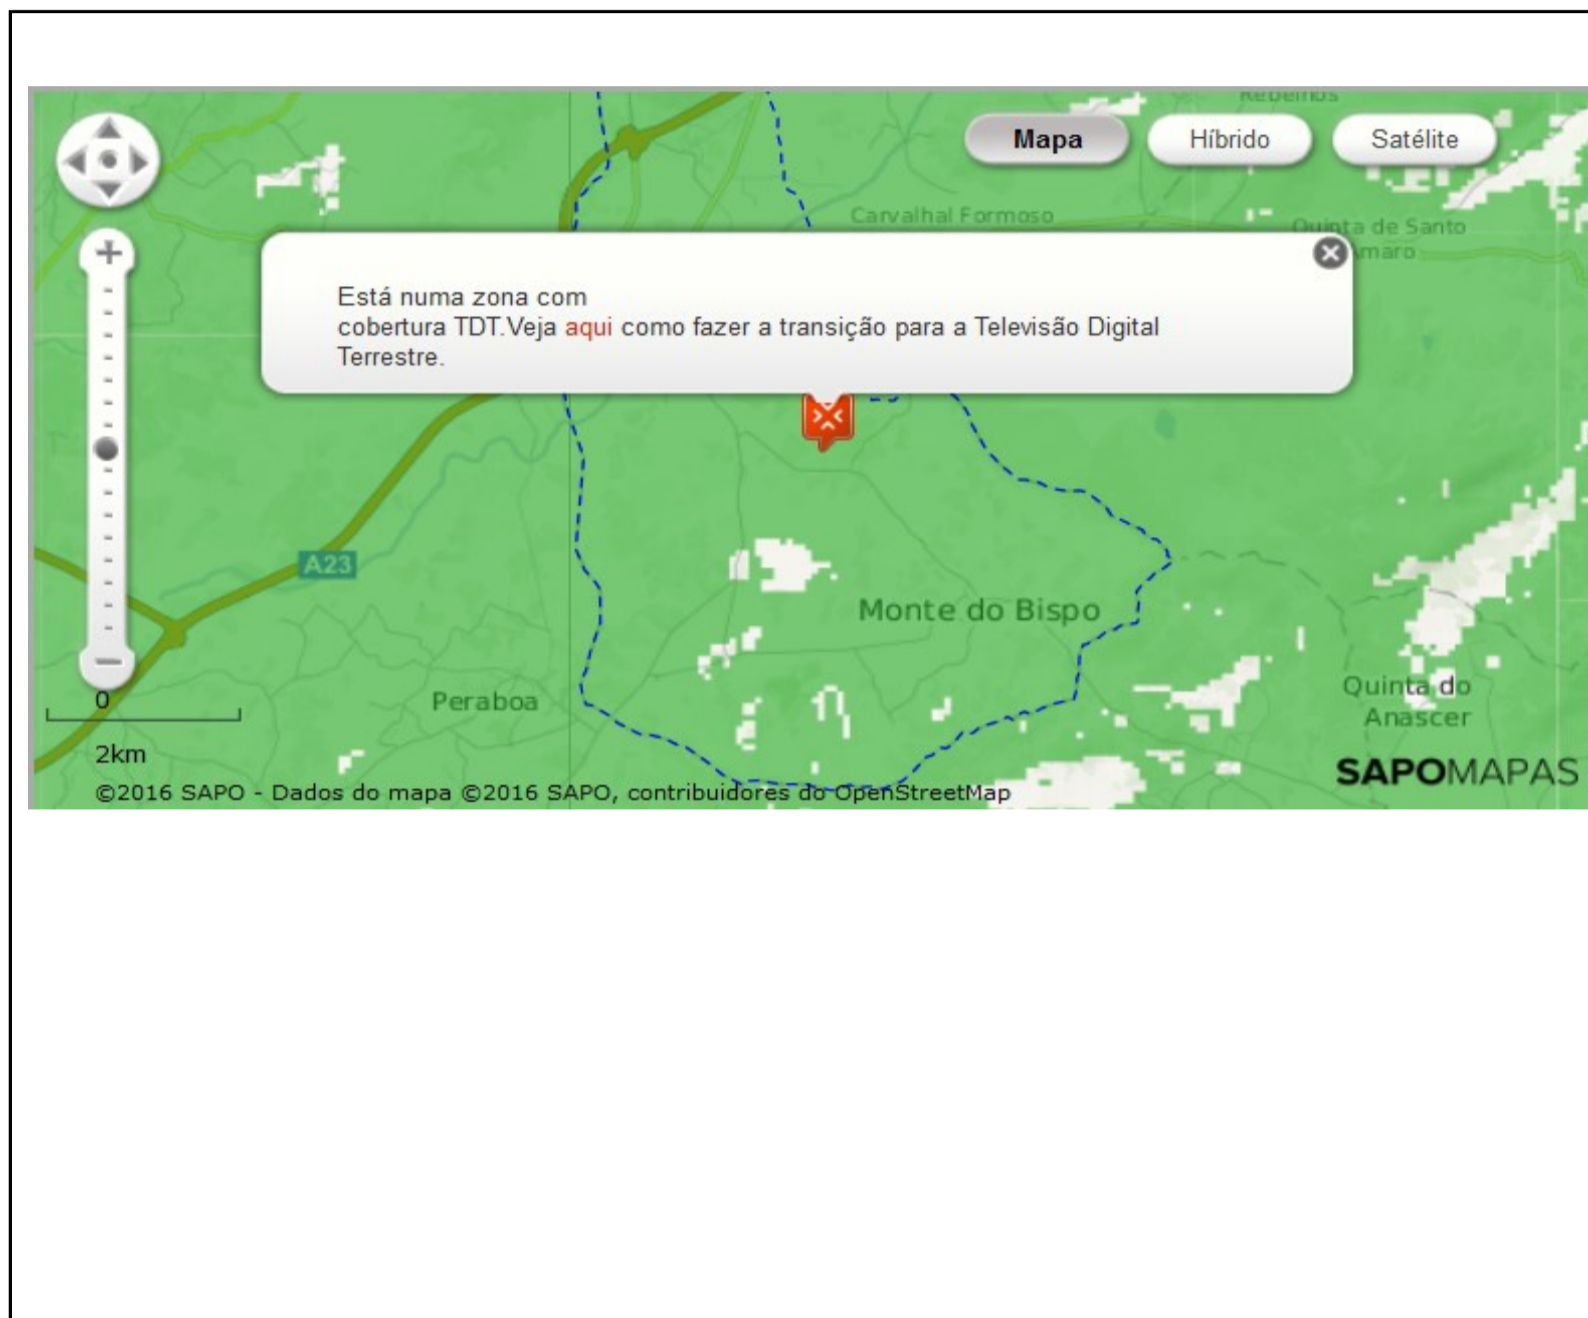 Rebelhos
Mapa
Híbrido
Satélite
Carvalhal Formoso
Quinta de Santo
Amaro
Está numa zona com
cobertura TDT.Veja aqui como fazer a transição para a Televisão Digital
Terrestre.
A23
Monte do Bispo
Peraboa
Quinta do
Anascer
0
2km
SAPOMAPAS
©2016 SAPO - Dados do mapa ©2016 SAPO, contribuidores do OpenStreetMap